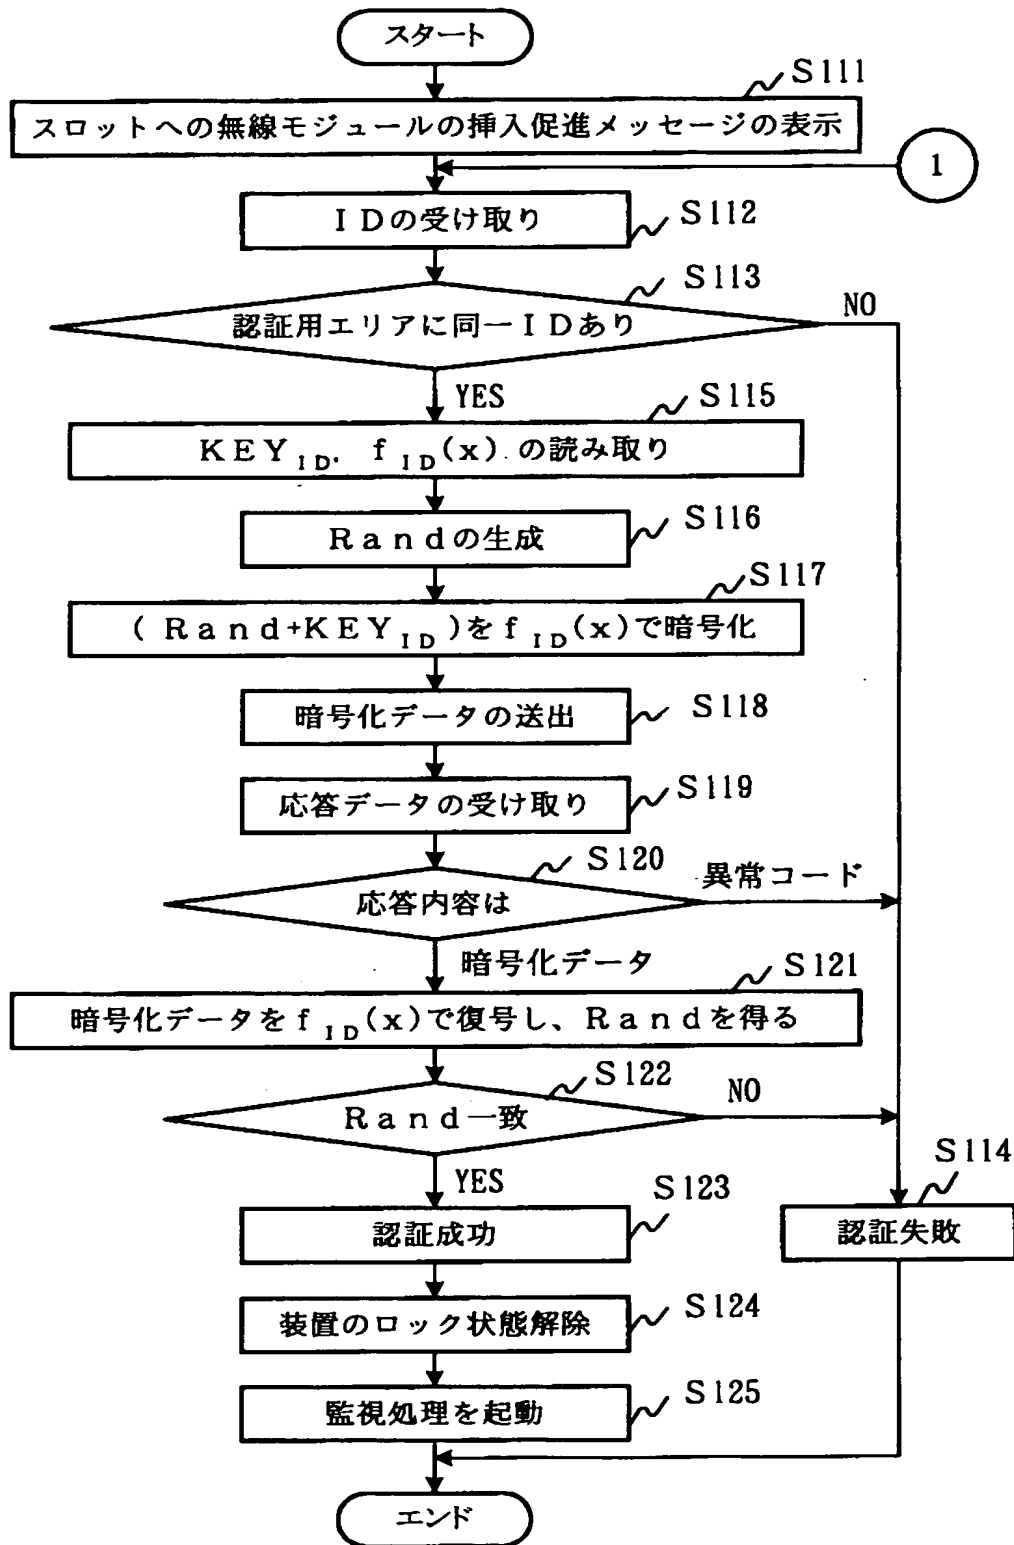 スタート
S111
スロットへの無線モジュールの挿入促進メッセージの表示
1
IDの受け取り
S112
S113
認証用エリアに同一IDあり
NO
YES
S115
KEY ID. f ID (x) の読み取り
S116
Randの生成
S117
( Rand+KEY ID )をf ID (x)で暗号化
暗号化データの送出
S118
応答データの受け取り
S119
S120
異常コード
応答内容は
暗号化データ
S121
暗号化データをf ID (x)で復号し、Randを得る
S122
NO
Rand一致
YES
S114
S123
認証成功
認証失敗
S124
装置のロック状態解除
S125
監視処理を起動
エンド